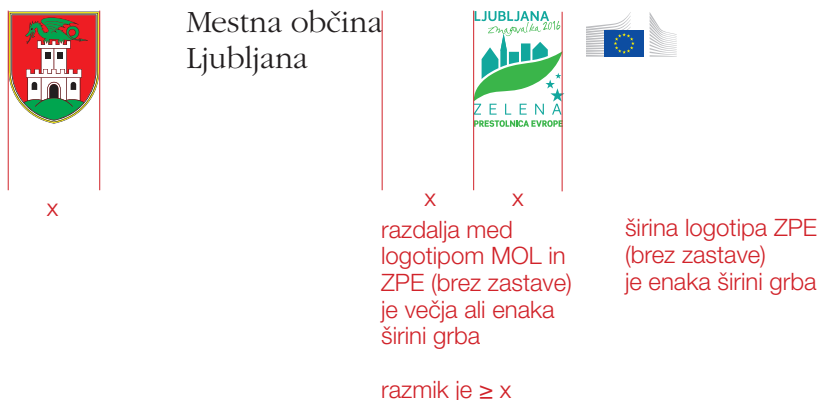 Mestna občina
Ljubljana
LJUBLJANA
Zmagovalka 2016
ZELENA
PRESTOLNICA EVROPE
x
x
x
razdalja med
logotipom MOL in
ZPE (brez zastave)
je večja ali enaka
širini grba
razmik je ≥ x
širina logotipa ZPE
(brez zastave)
je enaka širini grba